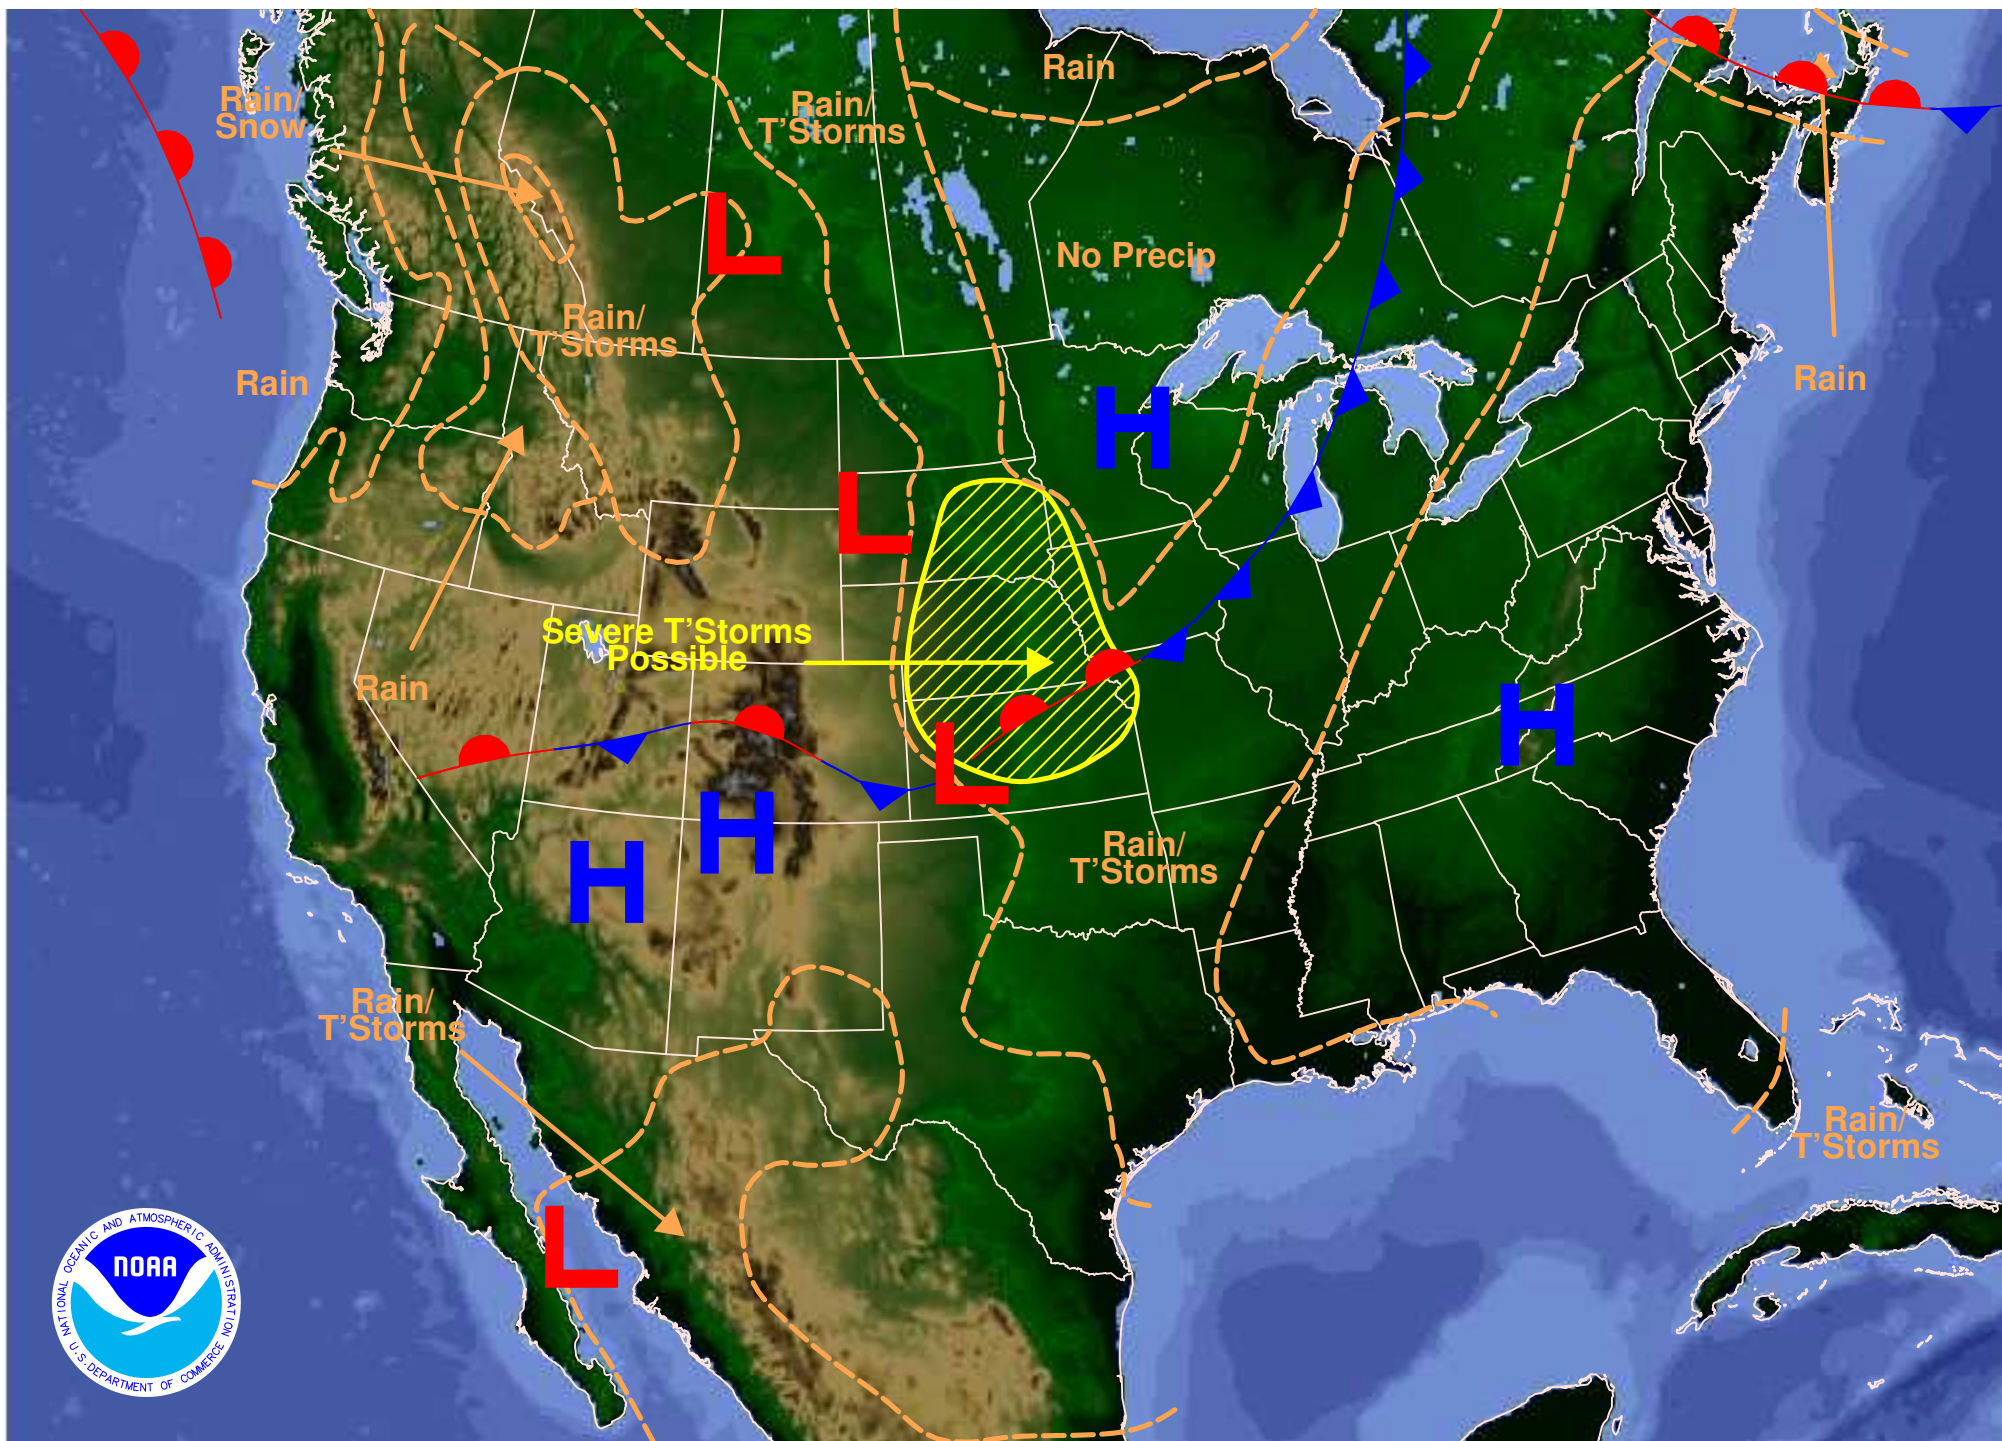 Rain
Rain/
Snow
Rain/
T'Storms
No Precip
Rain/
T'Storms
Rain
Rain
H
L
L
Severe T'Storms
Possible
Rain
H
L
H
H
Rain/
T'Storms
Rain/
T'Storms
Rain/
T'Storms
L
NATIONAL OCEANIC AND ATMOSPHERIC ADMINISTRATION
NOAA
U.S. DEPARTMENT OF COMMERCE